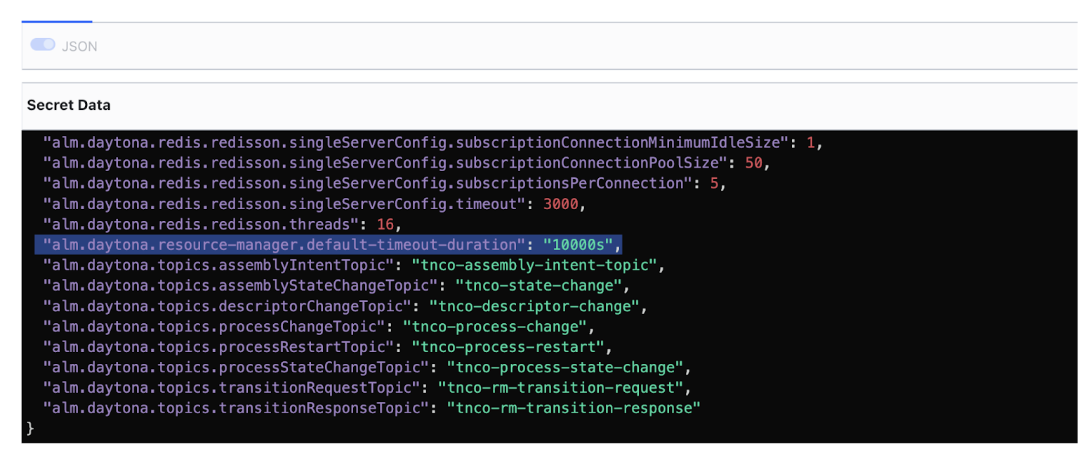 JSON
Secret Data
"alm.daytona.redis.redisson.singleServerConfig.subscriptionConnectionMinimumIdleSize": 1,
"alm.daytona.redis.redisson.singleServerConfig.subscriptionConnectionPoolSize": 50,
"alm.daytona.redis.redisson.singleServerConfig.subscriptionsPerConnection": 5,
"alm.daytona.redis.redisson.singleServerConfig.timeout": 3000,
"alm.daytona.redis.redisson.threads": 16,
"alm.daytona.resource-manager.default-timeout-duration": "10000s",
"alm.daytona.topics.assemblyIntentTopic": "tnco-assembly-intent-topic",
"alm.daytona.topics.assemblyStateChangeTopic": "tnco-state-change",
"alm.daytona.topics.descriptorChangeTopic": "tnco-descriptor-change",
"alm.daytona.topics.processChangeTopic": "tnco-process-change",
"alm.daytona.topics.processRestartTopic": "tnco-process-restart",
"alm.daytona.topics.processStateChangeTopic": "tnco-process-state-change",
"alm.daytona.topics.transitionRequestTopic": "tnco-rm-transition-request",
"alm.daytona.topics.transitionResponseTopic": "tnco-rm-transition-response"
}